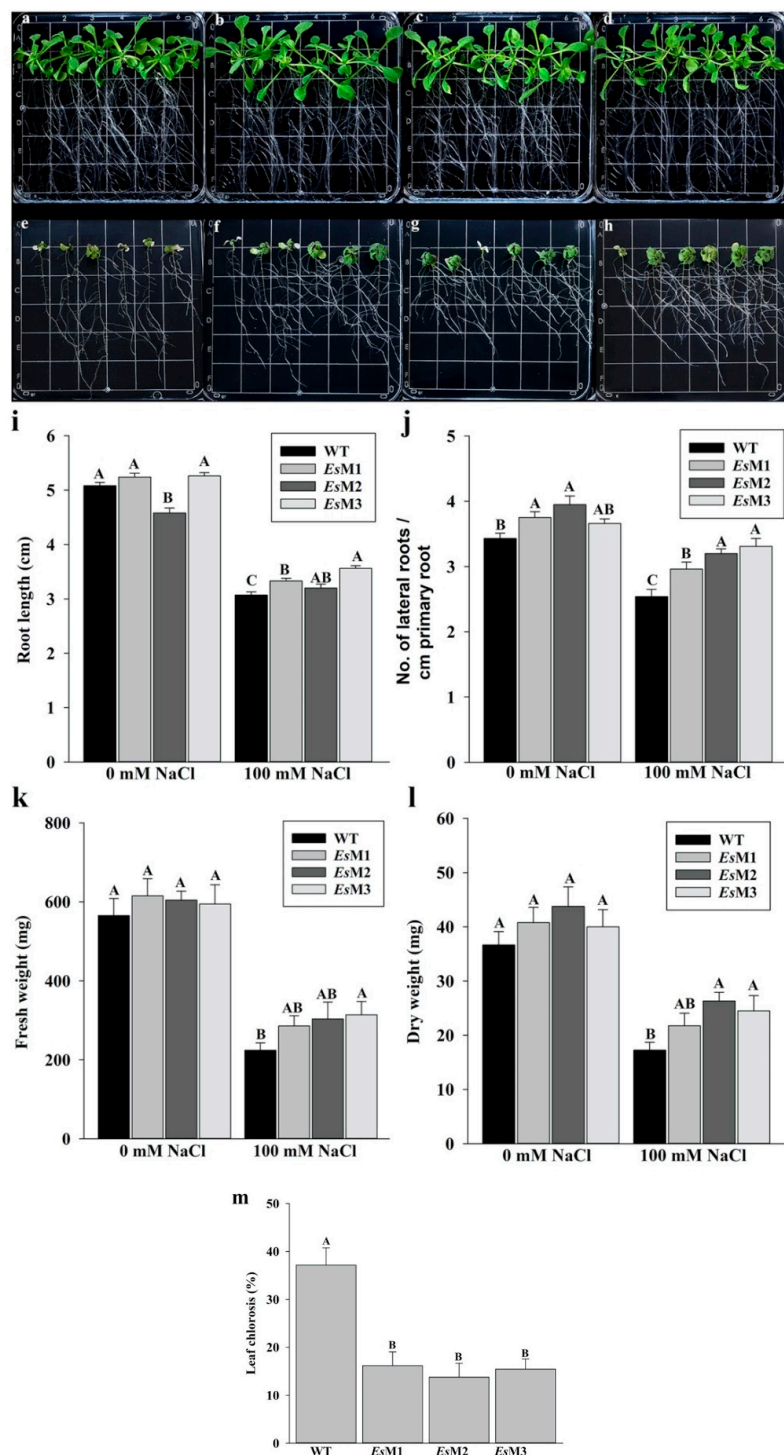 a
b
c
d
e
f
g
h
i
Root length (cm)
6
5
4
3
2
1
0
WT
EsM1
EsM2
EsM3
A A B A
C B AB A
0 mM NaCl 100 mM NaCl
j
No. of lateral roots /
cm primary root
5
4
3
2
1
0
WT
EsM1
EsM2
EsM3
B A A AB
C B A A
0 mM NaCl 100 mM NaCl
k
Fresh weight (mg)
800
600
400
200
0
WT
EsM1
EsM2
EsM3
A A A A
B AB AB A
0 mM NaCl 100 mM NaCl
l
Dry weight (mg)
60
50
40
30
20
10
0
WT
EsM1
EsM2
EsM3
A A A A
B AB A A
0 mM NaCl 100 mM NaCl
m
Leaf chlorosis (%)
50
40
30
20
10
0
A B B B
WT EsM1 EsM2 EsM3